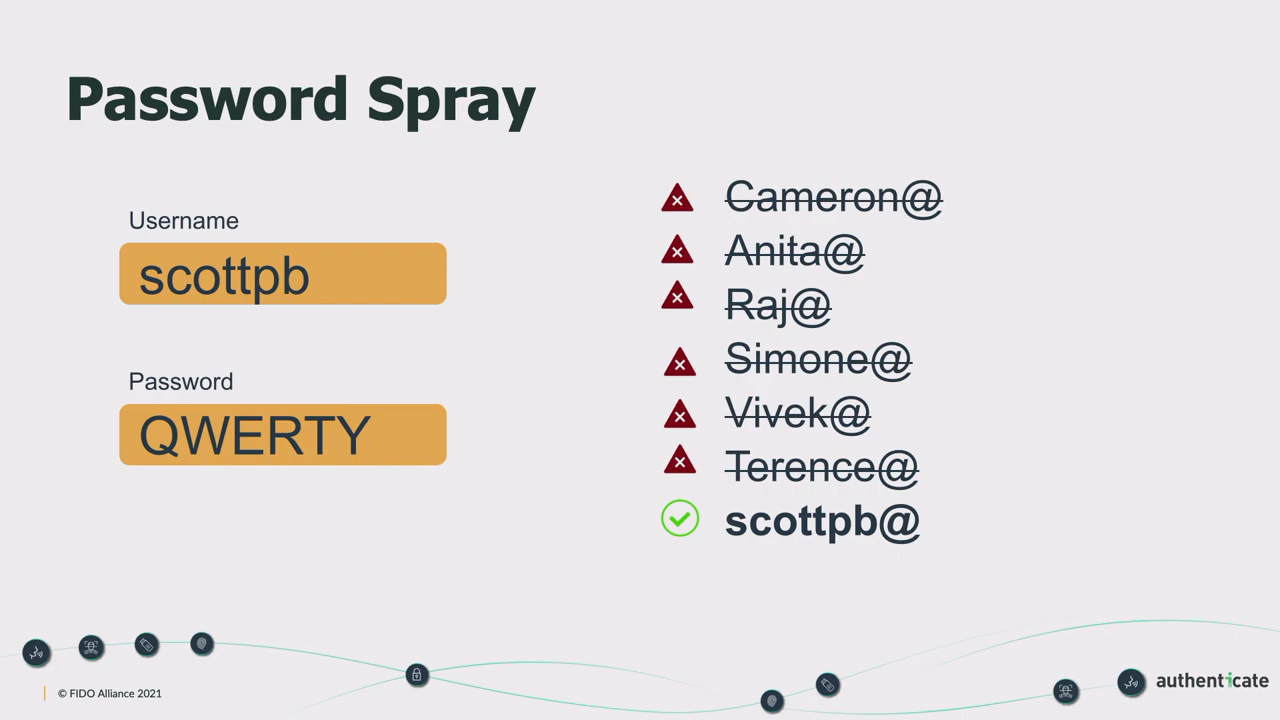 Password Spray
Username
scottpb
Password
QWERTY
Cameron@
Anita@
Raj@
Simone@
Vivek@
Terence@
scottpb@
© FIDO Alliance 2021
authenticate